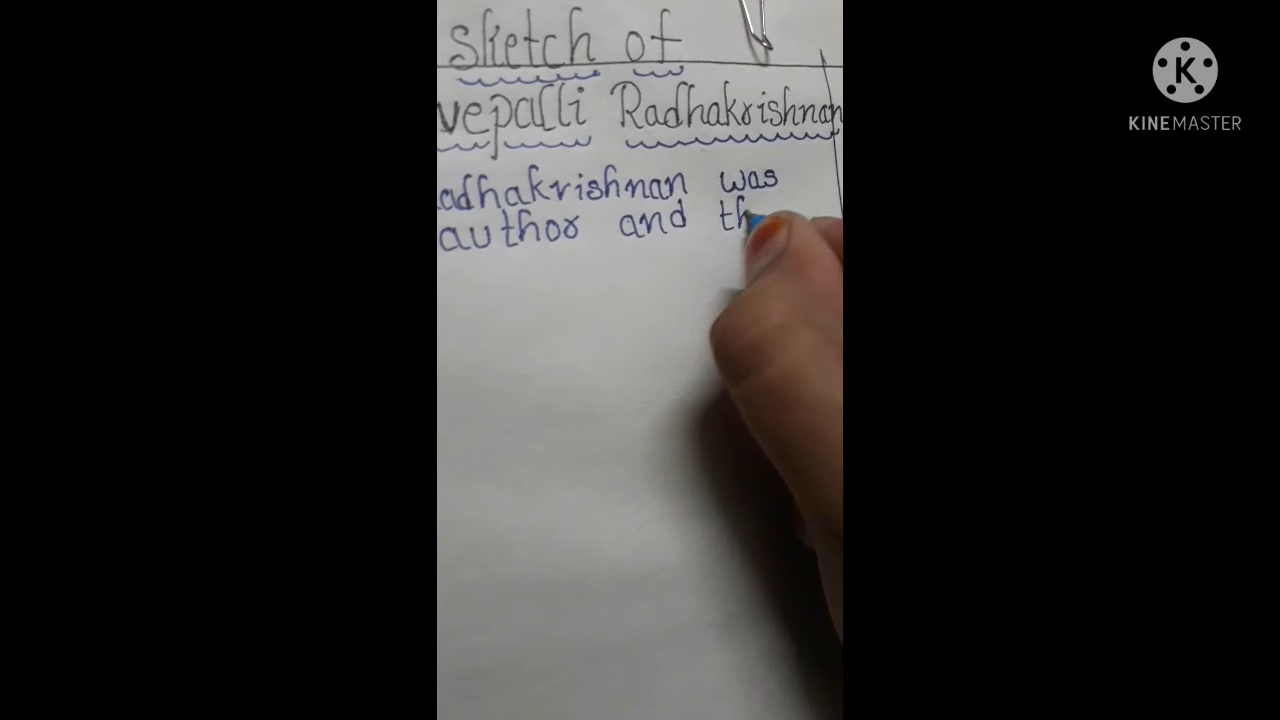 sketch of
vepalli Radhakrishnan
adhakrishnan was
author and th
KINEMASTER